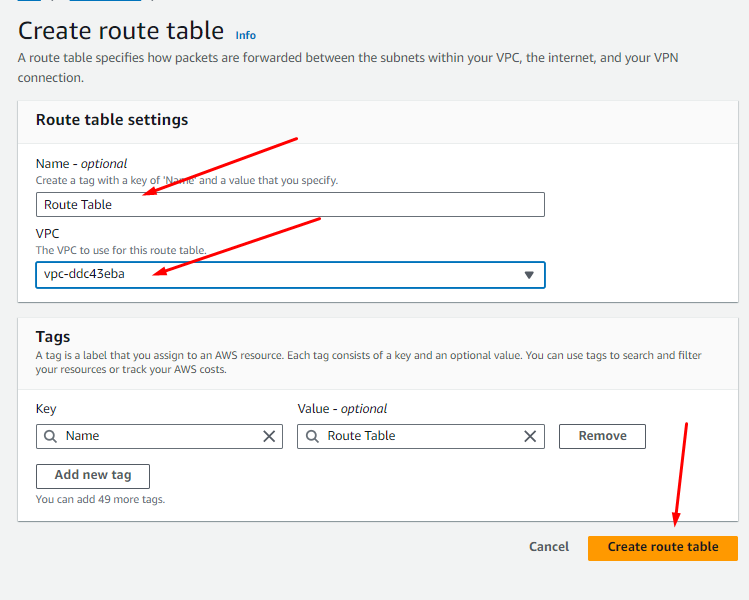 Create route table Info
A route table specifies how packets are forwarded between the subnets within your VPC, the internet, and your VPN
connection.
Route table settings
Name - optional
Create a tag with a key of 'Name' and a value that you specify.
Route Table
VPC
The VPC to use for this route table.
vpc-ddc43eba
Tags
A tag is a label that you assign to an AWS resource. Each tag consists of a key and an optional value. You can use tags to search and filter
your resources or track your AWS costs.
Key Value - optional
Name Route Table Remove
Add new tag
You can add 49 more tags.
Cancel Create route table